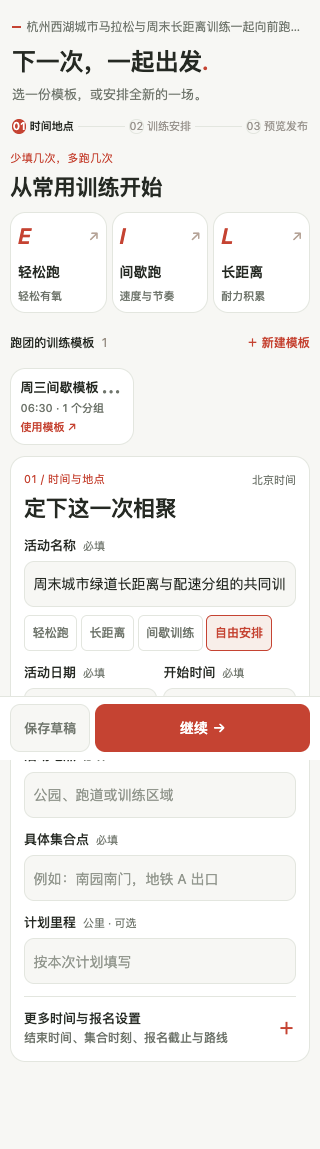 杭州西湖城市马拉松与周末长距离训练一起向前跑...
下一次，一起出发.
选一份模板，或安排全新的一场。
01 时间地点 02 训练安排 03 预览发布
少填几次，多跑几次
从常用训练开始
E ↗ I ↗ L ↗
轻松跑 间歇跑 长距离
轻松有氧 速度与节奏 耐力积累
跑团的训练模板 1 + 新建模板
周三间歇模板 ...
06:30 · 1 个分组
使用模板 ↗
01 / 时间与地点 北京时间
定下这一次相聚
活动名称 必填
周末城市绿道长距离与配速分组的共同训
轻松跑 长距离 间歇训练 自由安排
活动日期 必填 开始时间 必填
保存草稿 继续 →
公园、跑道或训练区域
具体集合点 必填
例如：南园南门，地铁 A 出口
计划里程 公里 · 可选
按本次计划填写
更多时间与报名设置 +
结束时间、集合时刻、报名截止与路线